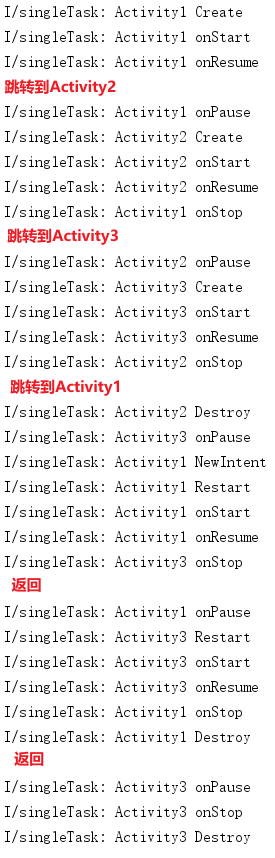 I/singleTask: Activity1 Create
I/singleTask: Activity1 onStart
I/singleTask: Activity1 onResume
跳转到Activity2
I/singleTask: Activity1 onPause
I/singleTask: Activity2 Create
I/singleTask: Activity2 onStart
I/singleTask: Activity2 onResume
I/singleTask: Activity1 onStop
跳转到Activity3
I/singleTask: Activity2 onPause
I/singleTask: Activity3 Create
I/singleTask: Activity3 onStart
I/singleTask: Activity3 onResume
I/singleTask: Activity2 onStop
跳转到Activity1
I/singleTask: Activity2 Destroy
I/singleTask: Activity3 onPause
I/singleTask: Activity1 NewIntent
I/singleTask: Activity1 Restart
I/singleTask: Activity1 onStart
I/singleTask: Activity1 onResume
I/singleTask: Activity3 onStop
返回
I/singleTask: Activity1 onPause
I/singleTask: Activity3 Restart
I/singleTask: Activity3 onStart
I/singleTask: Activity3 onResume
I/singleTask: Activity1 onStop
I/singleTask: Activity1 Destroy
返回
I/singleTask: Activity3 onPause
I/singleTask: Activity3 onStop
I/singleTask: Activity3 Destroy